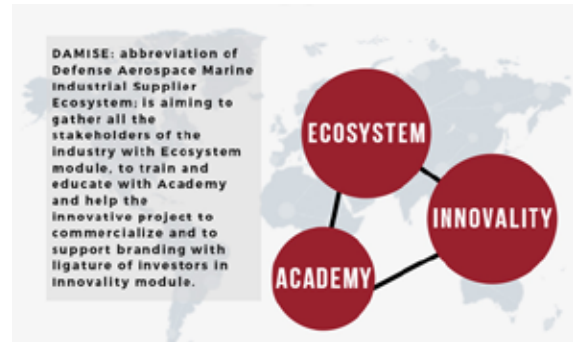 DAMISE: abbreviation of
Defense Aerospace Marine
Industrial Supplier
Ecosystem; is aiming to
gather all the
stakeholders of the
industry with Ecosystem
module, to train and
educate with Academy
and help the
innovative project to
commercialize and to
support branding with
ligature of investors in
Innovality module.
ECOSYSTEM
INNOVALITY
ACADEMY